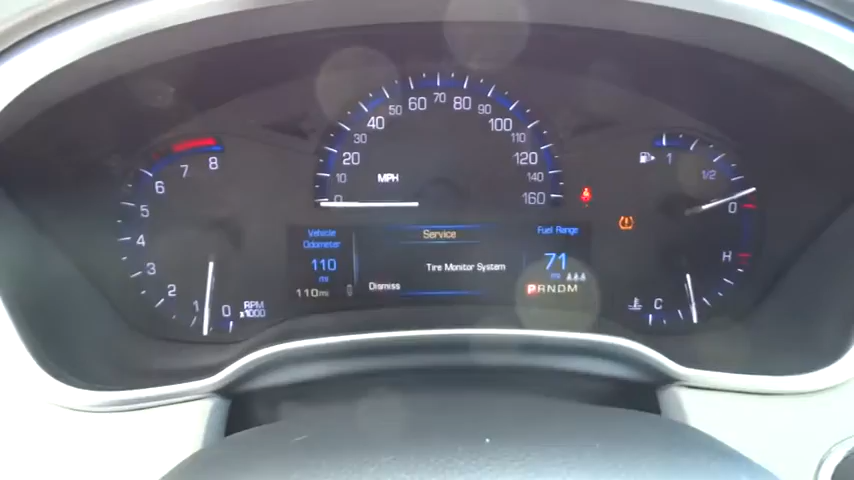 0 10 20 30 40 50 60 70 80 90 100 110 120 140 160
MPH
0 1 2 3 4 5 6 7 8
RPM
x1000
1 1/2 0
C H
Vehicle
Odometer
110
mi
110mi
Service
Tire Monitor System
Dismiss
Fuel Range
71
mi
PRNDM